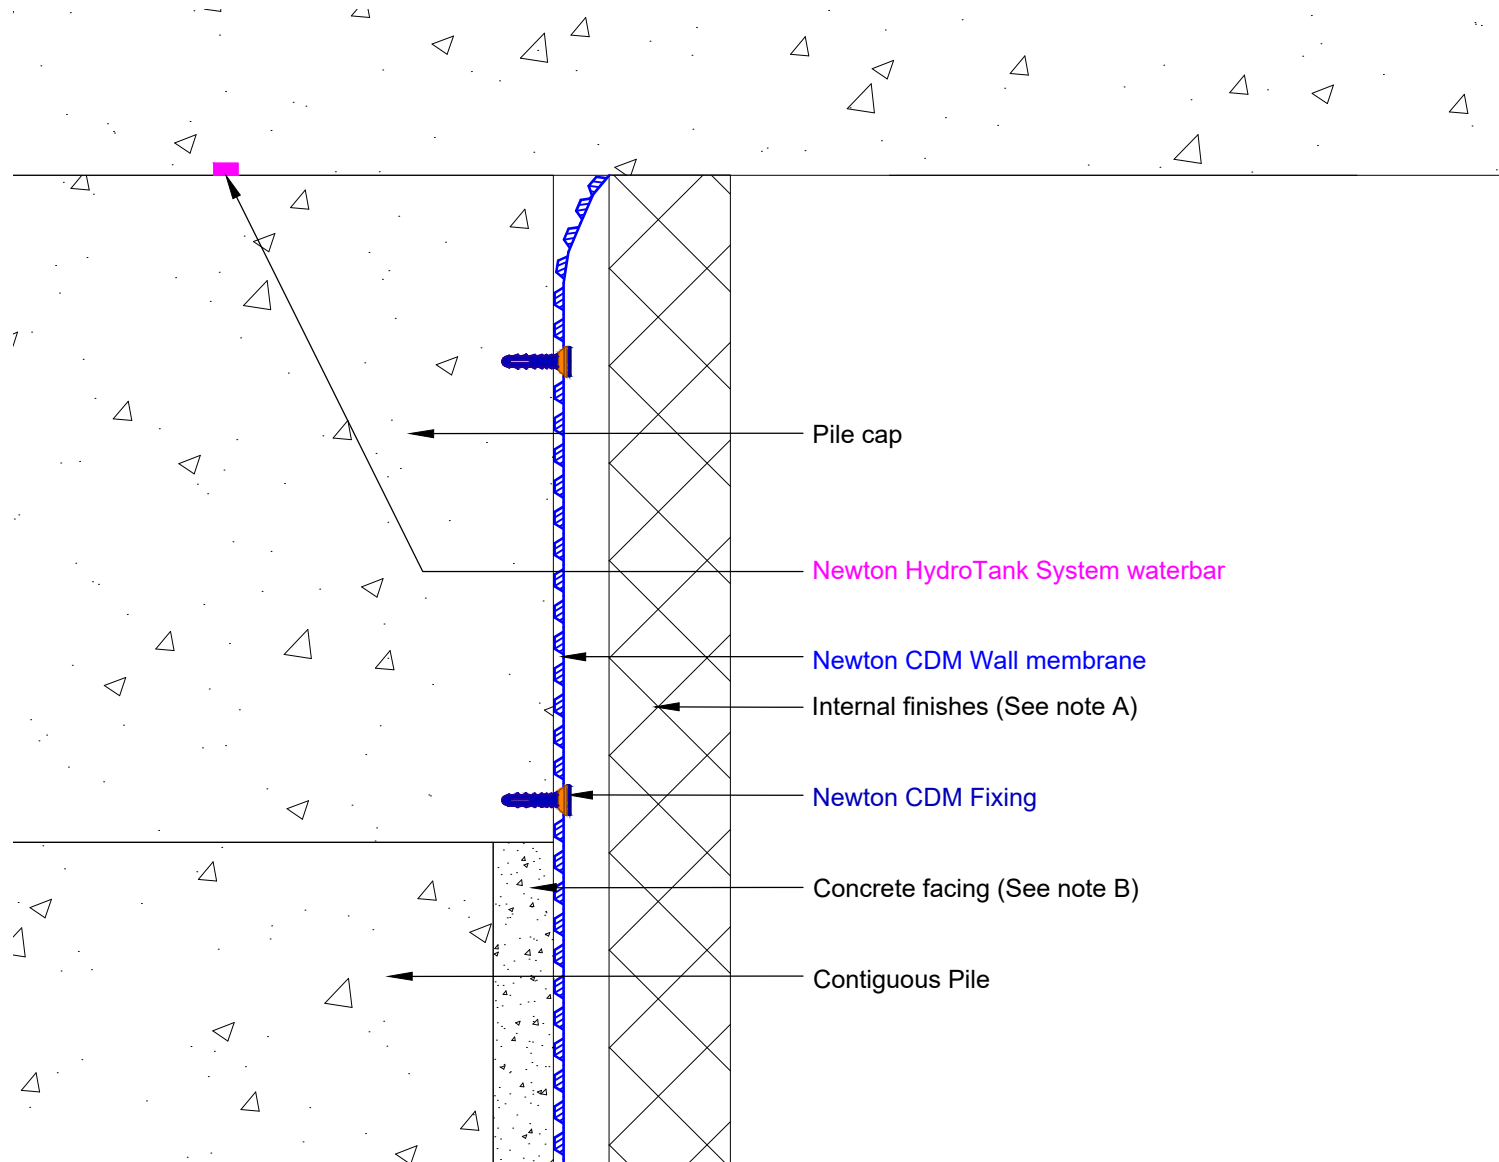 Pile cap
Newton HydroTank System waterbar
Newton CDM Wall membrane
Internal finishes (See note A)
Newton CDM Fixing
Concrete facing (See note B)
Contiguous Pile